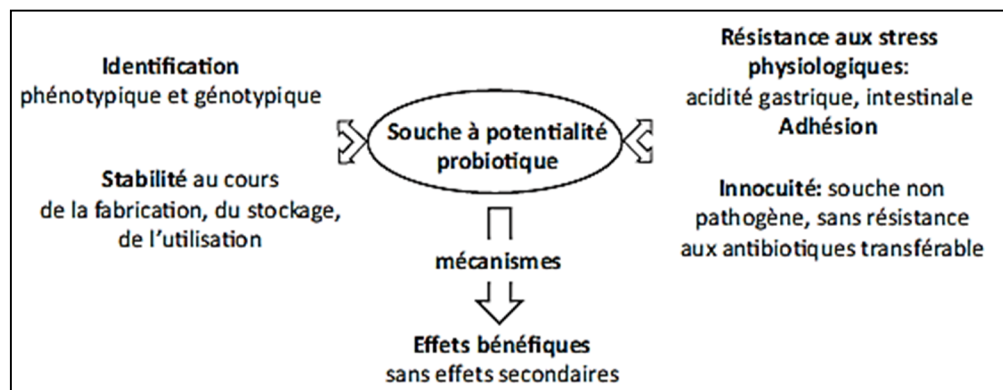 Identification
phénotypique et génotypique
Stabilité au cours
de la fabrication, du stockage,
de l’utilisation
Souche à potentialité
probiotique
Résistance aux stress
physiologiques:
acidité gastrique, intestinale
Adhésion
Innocuité: souche non
pathogène, sans résistance
aux antibiotiques transférable
mécanismes
Effets bénéfiques
sans effets secondaires